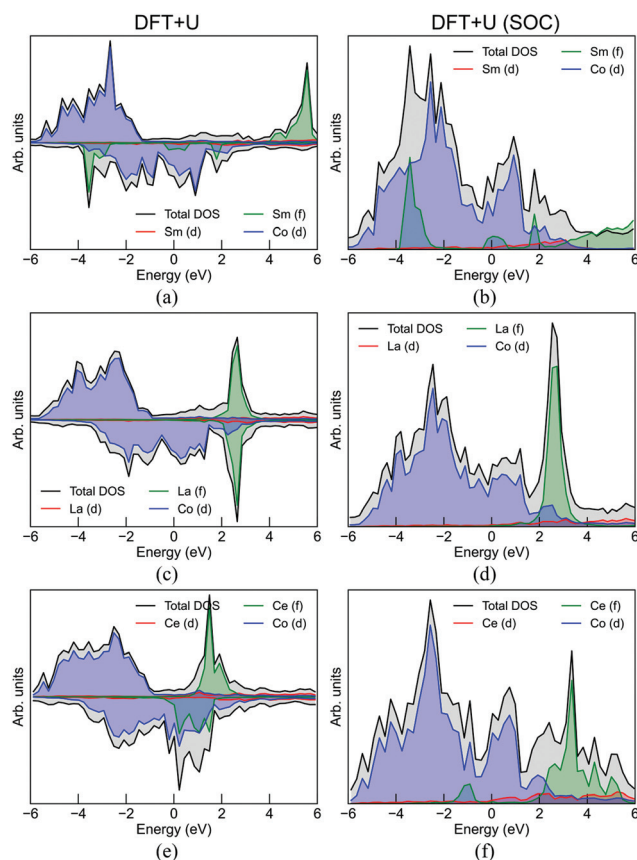 DFT+U DFT+U (SOC)
Arb. units
Total DOS Sm (f)
Sm (d) Co (d)
−6 −4 −2 0 2 4 6
Energy (eV)
(a)
Arb. units
Total DOS Sm (f)
Sm (d) Co (d)
−6 −4 −2 0 2 4 6
Energy (eV)
(b)
Arb. units
Total DOS La (f)
La (d) Co (d)
−6 −4 −2 0 2 4 6
Energy (eV)
(c)
Arb. units
Total DOS La (f)
La (d) Co (d)
−6 −4 −2 0 2 4 6
Energy (eV)
(d)
Arb. units
Total DOS Ce (f)
Ce (d) Co (d)
−6 −4 −2 0 2 4 6
Energy (eV)
(e)
Arb. units
Total DOS Ce (f)
Ce (d) Co (d)
−6 −4 −2 0 2 4 6
Energy (eV)
(f)